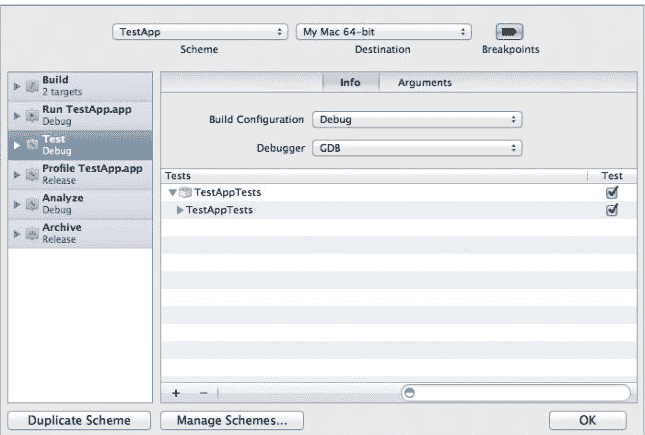 TestApp
My Mac 64-bit
Scheme
Destination
Breakpoints
Build
2 targets
Run TestApp.app
Debug
Test
Debug
Profile TestApp.app
Release
Analyze
Debug
Archive
Release
Info
Arguments
Build Configuration
Debug
Debugger
GDB
Tests
Test
TestAppTests
TestAppTests
+
−
Duplicate Scheme
Manage Schemes...
OK